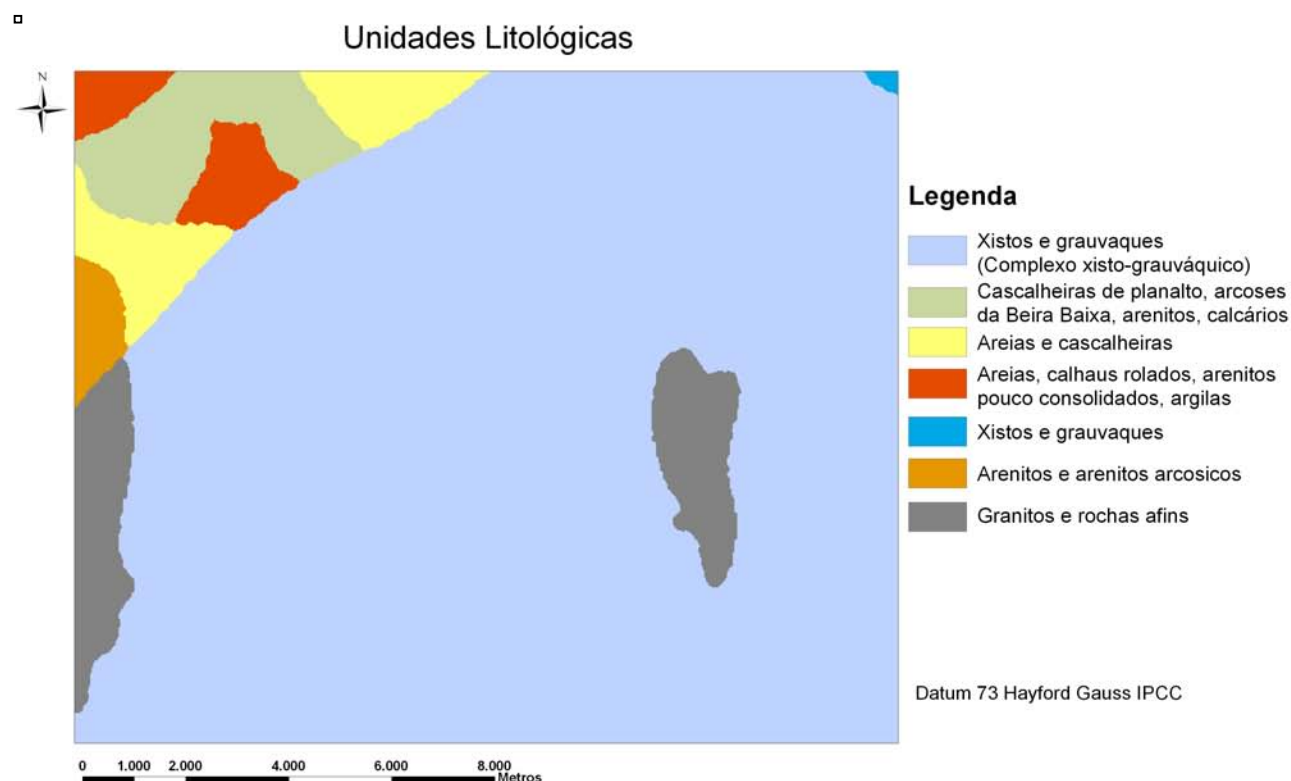 Unidades Litológicas
N
Legenda
Xistos e grauvaques
(Complexo xisto-grauváquico)
Cascalheiras de planalto, arcoses
da Beira Baixa, arenitos, calcários
Areias e cascalheiras
Areias, calhaus rolados, arenitos
pouco consolidados, argilas
Xistos e grauvaques
Arenitos e arenitos arcosicos
Granitos e rochas afins
Datum 73 Hayford Gauss IPCC
0 1.000 2.000 4.000 6.000 8.000
Metros